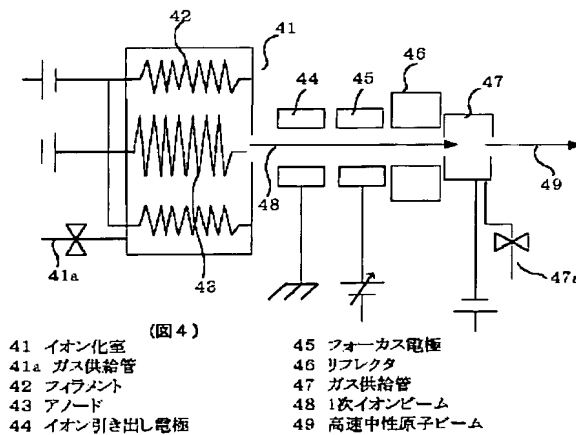 42
41
44
45
46
47
48
49
41a
43
47a
(図4)
41 イオン化室
41a ガス供給管
42 フィラメント
43 アノード
44 イオン引き出し電極
45 フォーカス電極
46 リフレクタ
47 ガス供給管
48 1次イオンビーム
49 高速中性原子ビーム